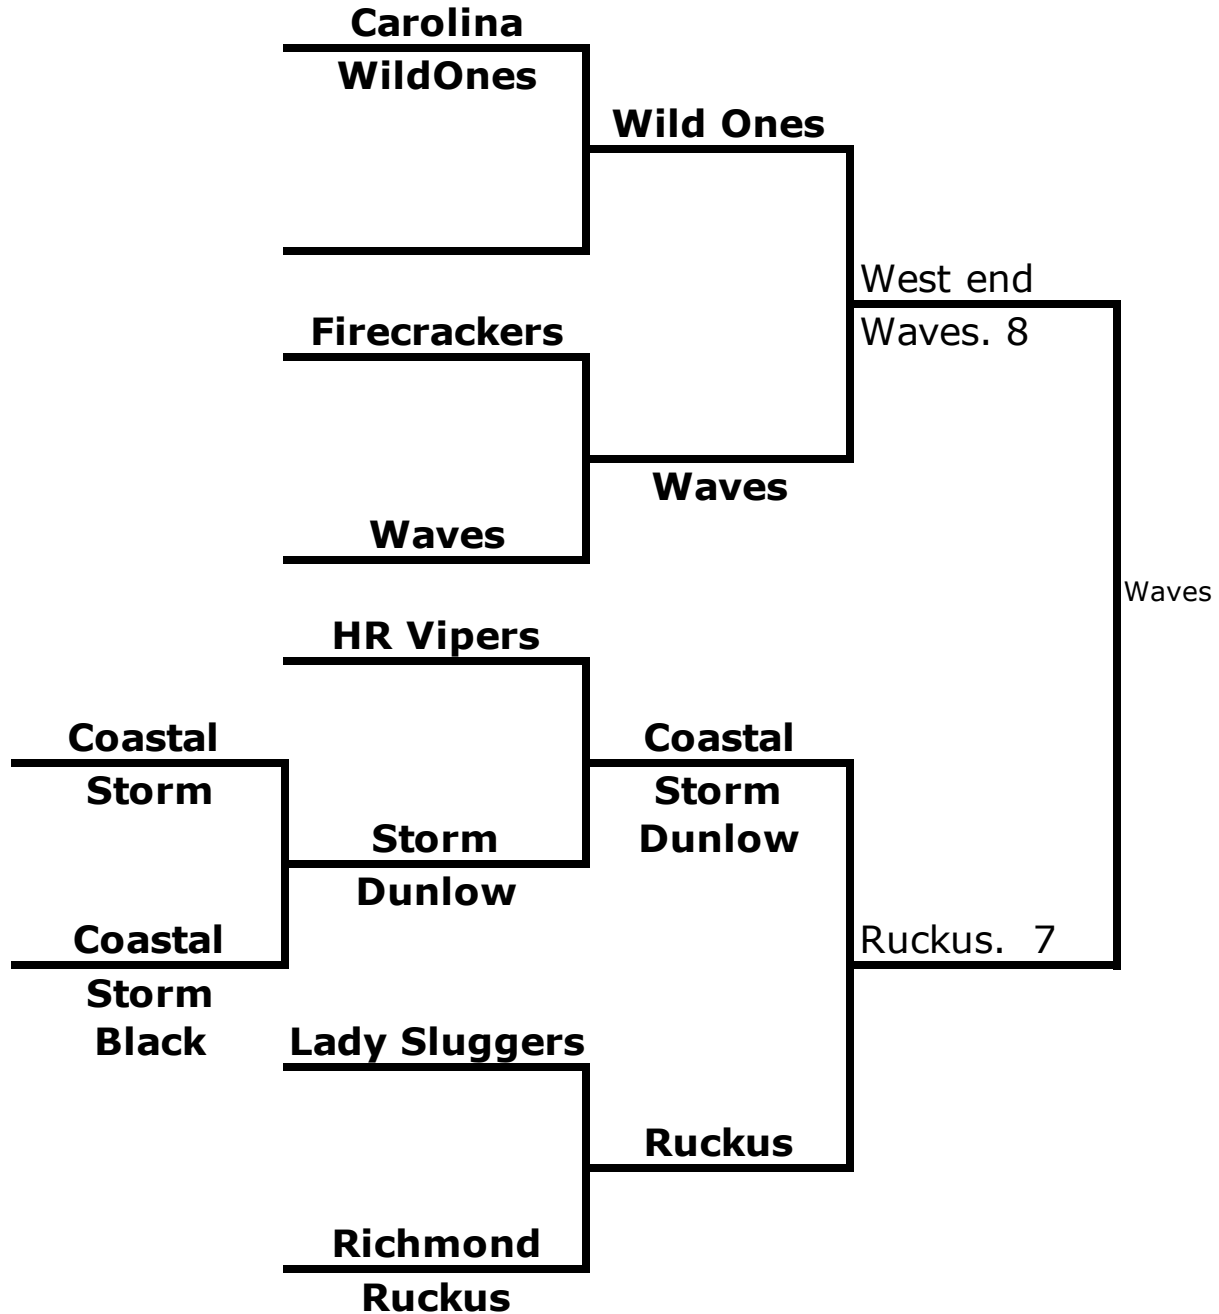 Carolina
WildOnes
Wild Ones
West end
Waves. 8
Firecrackers
Waves
Waves
Waves
HR Vipers
Coastal
Storm
Coastal
Storm
Dunlow
Storm
Dunlow
Coastal
Storm
Black
Ruckus.  7
Lady Sluggers
Ruckus
Richmond
Ruckus